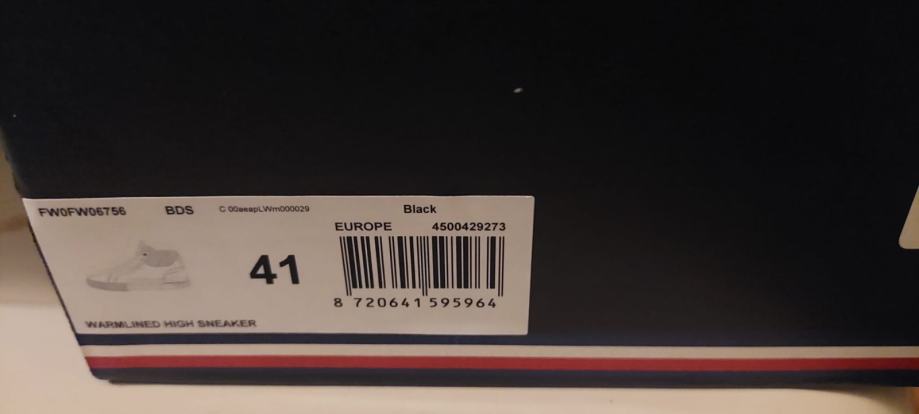 FW0FW06756 BDS C 00aeapLWm000029 Black
EUROPE 4500429273
41
8 720641 595964
WARMLINED HIGH SNEAKER